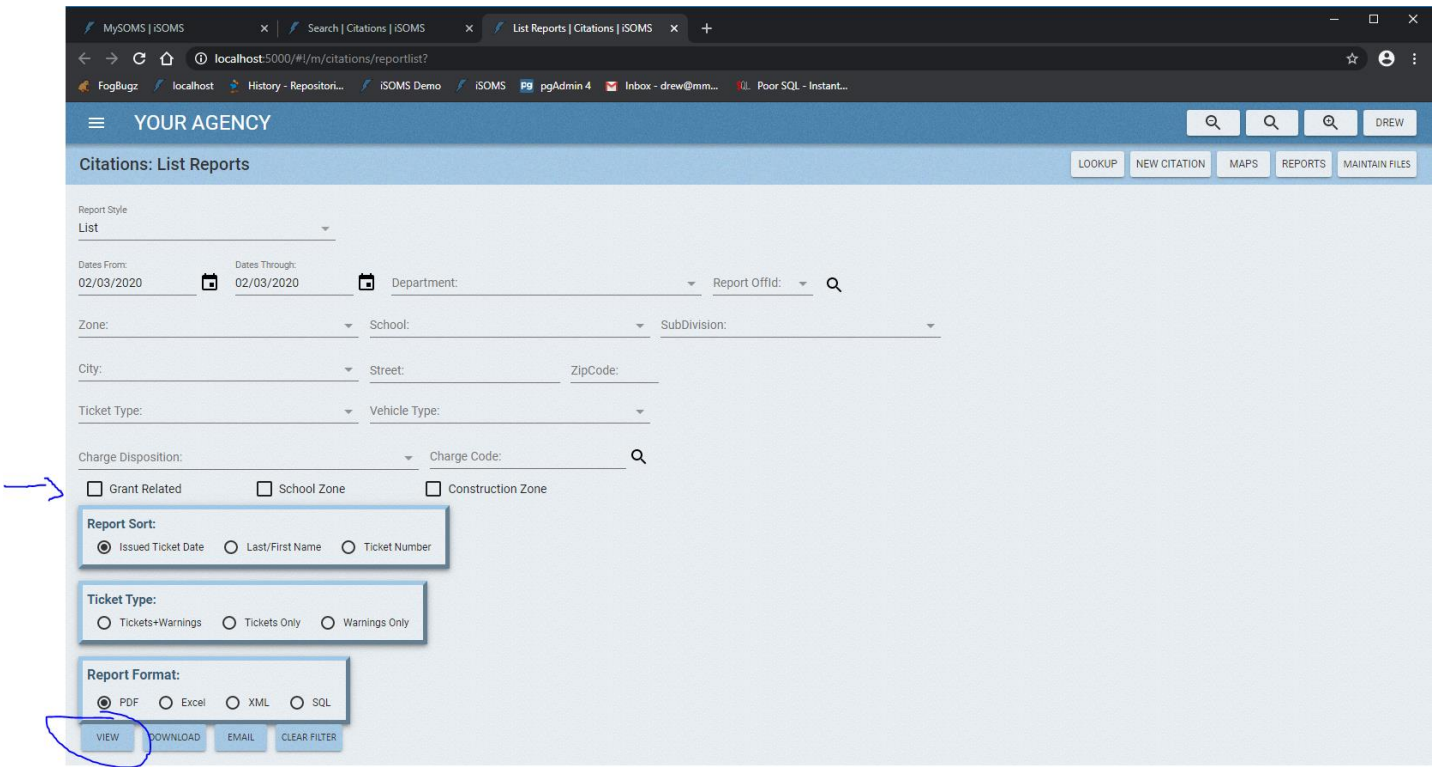 MySOMS | iSOMS Search | Citations | iSOMS List Reports | Citations | iSOMS
localhost:5000/#!/m/citations/reportlist?
FogBugz localhost History - Repositori... iSOMS Demo iSOMS Pg pgAdmin 4 Inbox - drew@mm... Poor SQL - Instant...
YOUR AGENCY DREW
Citations: List Reports LOOKUP NEW CITATION MAPS REPORTS MAINTAIN FILES
Report Style
List
Dates From: Dates Through:
02/03/2020 02/03/2020 Department: Report OffId:
Zone: School: SubDivision:
City: Street: ZipCode:
Ticket Type: Vehicle Type:
Charge Disposition: Charge Code:
Grant Related School Zone Construction Zone
Report Sort:
Issued Ticket Date Last/First Name Ticket Number
Ticket Type:
Tickets+Warnings Tickets Only Warnings Only
Report Format:
PDF Excel XML SQL
VIEW DOWNLOAD EMAIL CLEAR FILTER